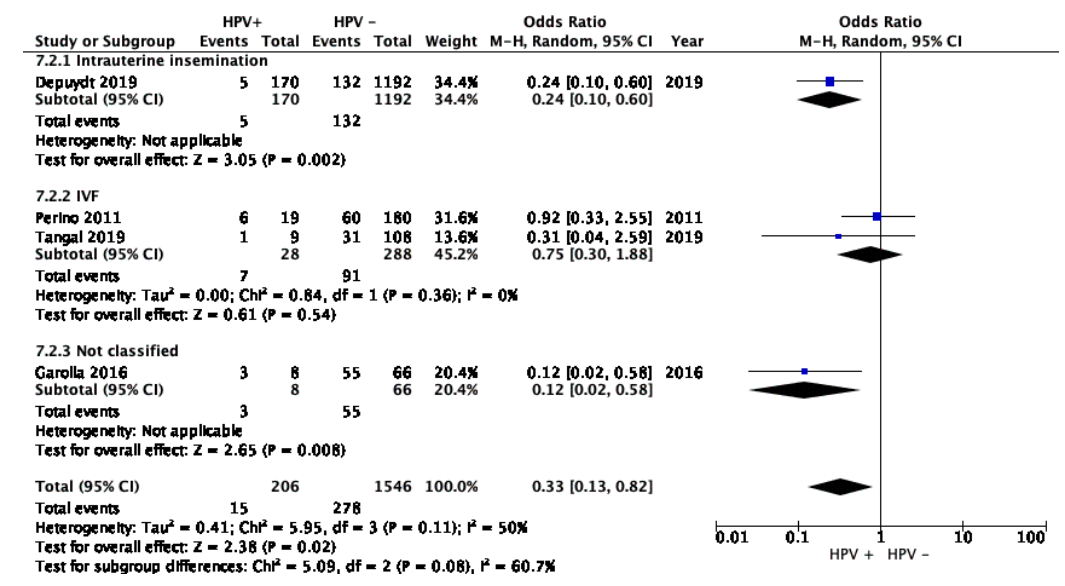 HPV+ HPV - Odds Ratio Odds Ratio
Study or Subgroup Events Total Events Total Weight M-H, Random, 95% CI Year M-H, Random, 95% CI
7.2.1 Intrauterine insemination
Depuydt 2019 5 170 132 1192 34.4% 0.24 [0.10, 0.60] 2019
Subtotal (95% CI) 170 1192 34.4% 0.24 [0.10, 0.60]
Total events 5 132
Heterogeneity: Not applicable
Test for overall effect: Z = 3.05 (P = 0.002)
7.2.2 IVF
Perino 2011 6 19 60 180 31.6% 0.92 [0.33, 2.55] 2011
Tangal 2019 1 9 31 108 13.6% 0.31 [0.04, 2.59] 2019
Subtotal (95% CI) 28 288 45.2% 0.75 [0.30, 1.88]
Total events 7 91
Heterogeneity: Tau² = 0.00; Chi² = 0.84, df = 1 (P = 0.36); I² = 0%
Test for overall effect: Z = 0.61 (P = 0.54)
7.2.3 Not classified
Garolla 2016 3 8 55 66 20.4% 0.12 [0.02, 0.58] 2016
Subtotal (95% CI) 8 66 20.4% 0.12 [0.02, 0.58]
Total events 3 55
Heterogeneity: Not applicable
Test for overall effect: Z = 2.65 (P = 0.008)
Total (95% CI) 206 1546 100.0% 0.33 [0.13, 0.82]
Total events 15 278
Heterogeneity: Tau² = 0.41; Chi² = 5.95, df = 3 (P = 0.11); I² = 50%
Test for overall effect: Z = 2.38 (P = 0.02)
Test for subgroup differences: Chi² = 5.09, df = 2 (P = 0.08), I² = 60.7%
0.01 0.1 1 10 100
HPV + HPV -